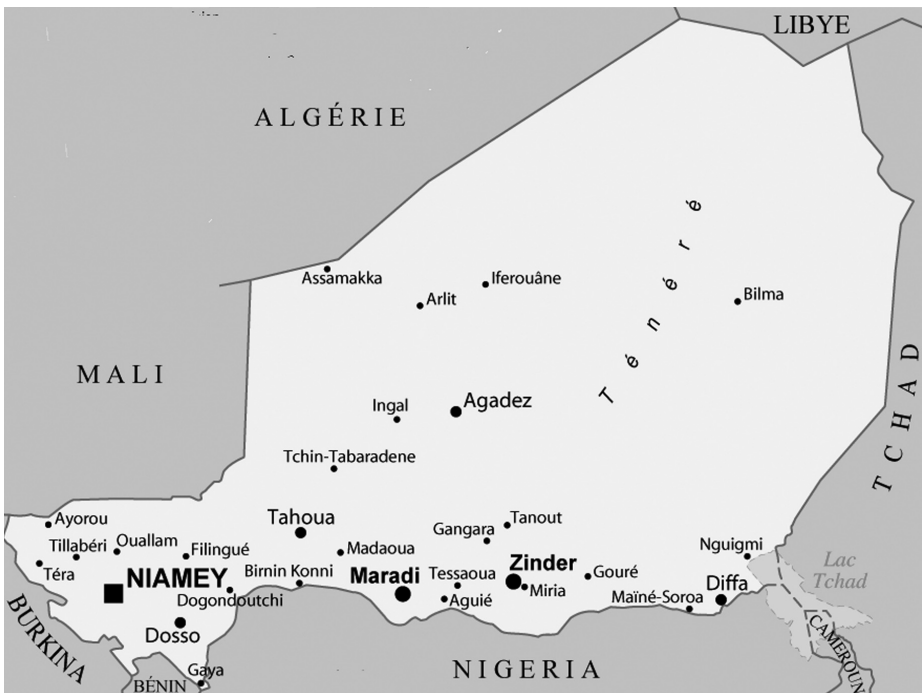 LIBYE
ALGÉRIE
Ténéré
Assamakka
Iferouâne
Arlit
Bilma
MALI
TCHAD
Ingal
Agadez
Tchin-Tabaradene
Ayorou
Tahoua
Tanout
Gangara
Tillabéri
Ouallam
Filingué
Madaoua
Nguigmi
Lac
Tchad
Téra
NIAMEY
Birnin Konni
Maradi
Tessaoua
Zinder
Miria
Gouré
Diffa
Dogondoutchi
Aguié
Maïné-Soroa
BURKINA
Dosso
CAMEROUN
Gaya
BÉNIN
NIGERIA